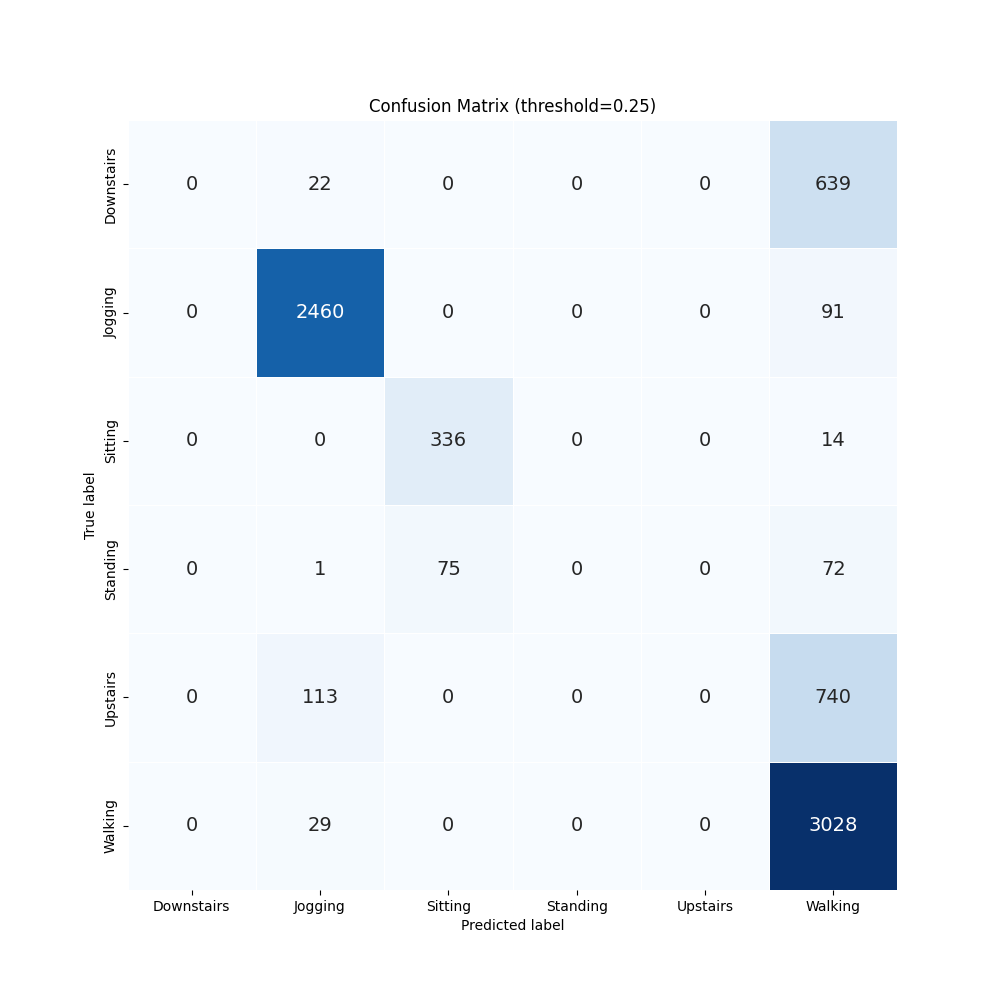 Confusion Matrix (threshold=0.25)
True label
Downstairs 0 22 0 0 0 639
Jogging 0 2460 0 0 0 91
Sitting 0 0 336 0 0 14
Standing 0 1 75 0 0 72
Upstairs 0 113 0 0 0 740
Walking 0 29 0 0 0 3028
Downstairs Jogging Sitting Standing Upstairs Walking
Predicted label